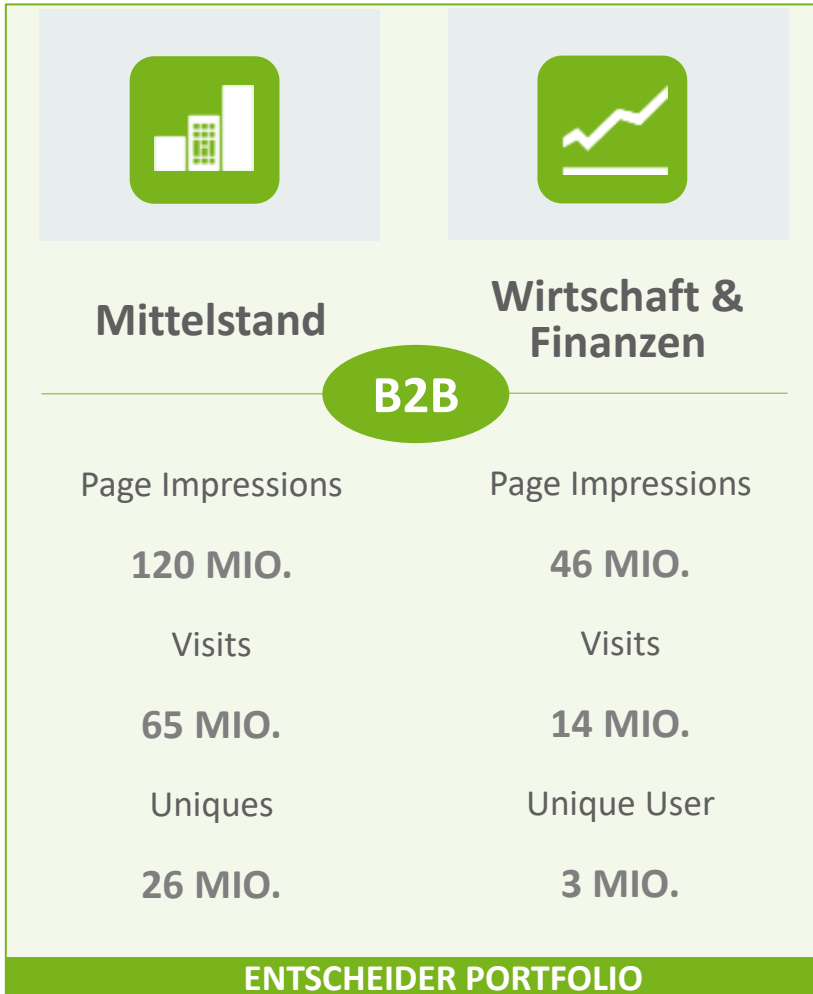 Mittelstand
Wirtschaft &
Finanzen
B2B
Page Impressions
120 MIO.
Visits
65 MIO.
Uniques
26 MIO.
Page Impressions
46 MIO.
Visits
14 MIO.
Unique User
3 MIO.
ENTSCHEIDER PORTFOLIO